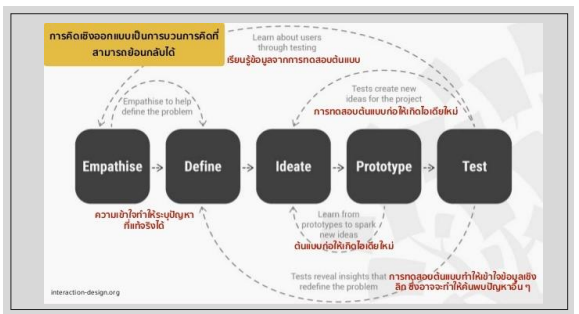 การคิดเชิงออกแบบเป็นการบวนการคิดที่
สามารถย้อนกลับได้
Learn about users
through testing
เรียนรู้ข้อมูลจากการทดสอบต้นแบบ
Empathise to help
define the problem
Tests create new
ideas for the project
การทดสอบต้นแบบก่อให้เกิดไอเดียใหม่
Empathise
Define
Ideate
Prototype
Test
ความเข้าใจทำให้ระบุปัญหา
ที่แท้จริงได้
Learn from
prototypes to spark
new ideas
ต้นแบบก่อให้เกิดไอเดียใหม่
Tests reveal insights that
redefine the problem
การทดสอบต้นแบบทำให้เข้าใจข้อมูลเชิง
ลึก ซึ่งอาจจะทำให้ค้นพบปัญหาอื่น ๆ
interaction-design.org